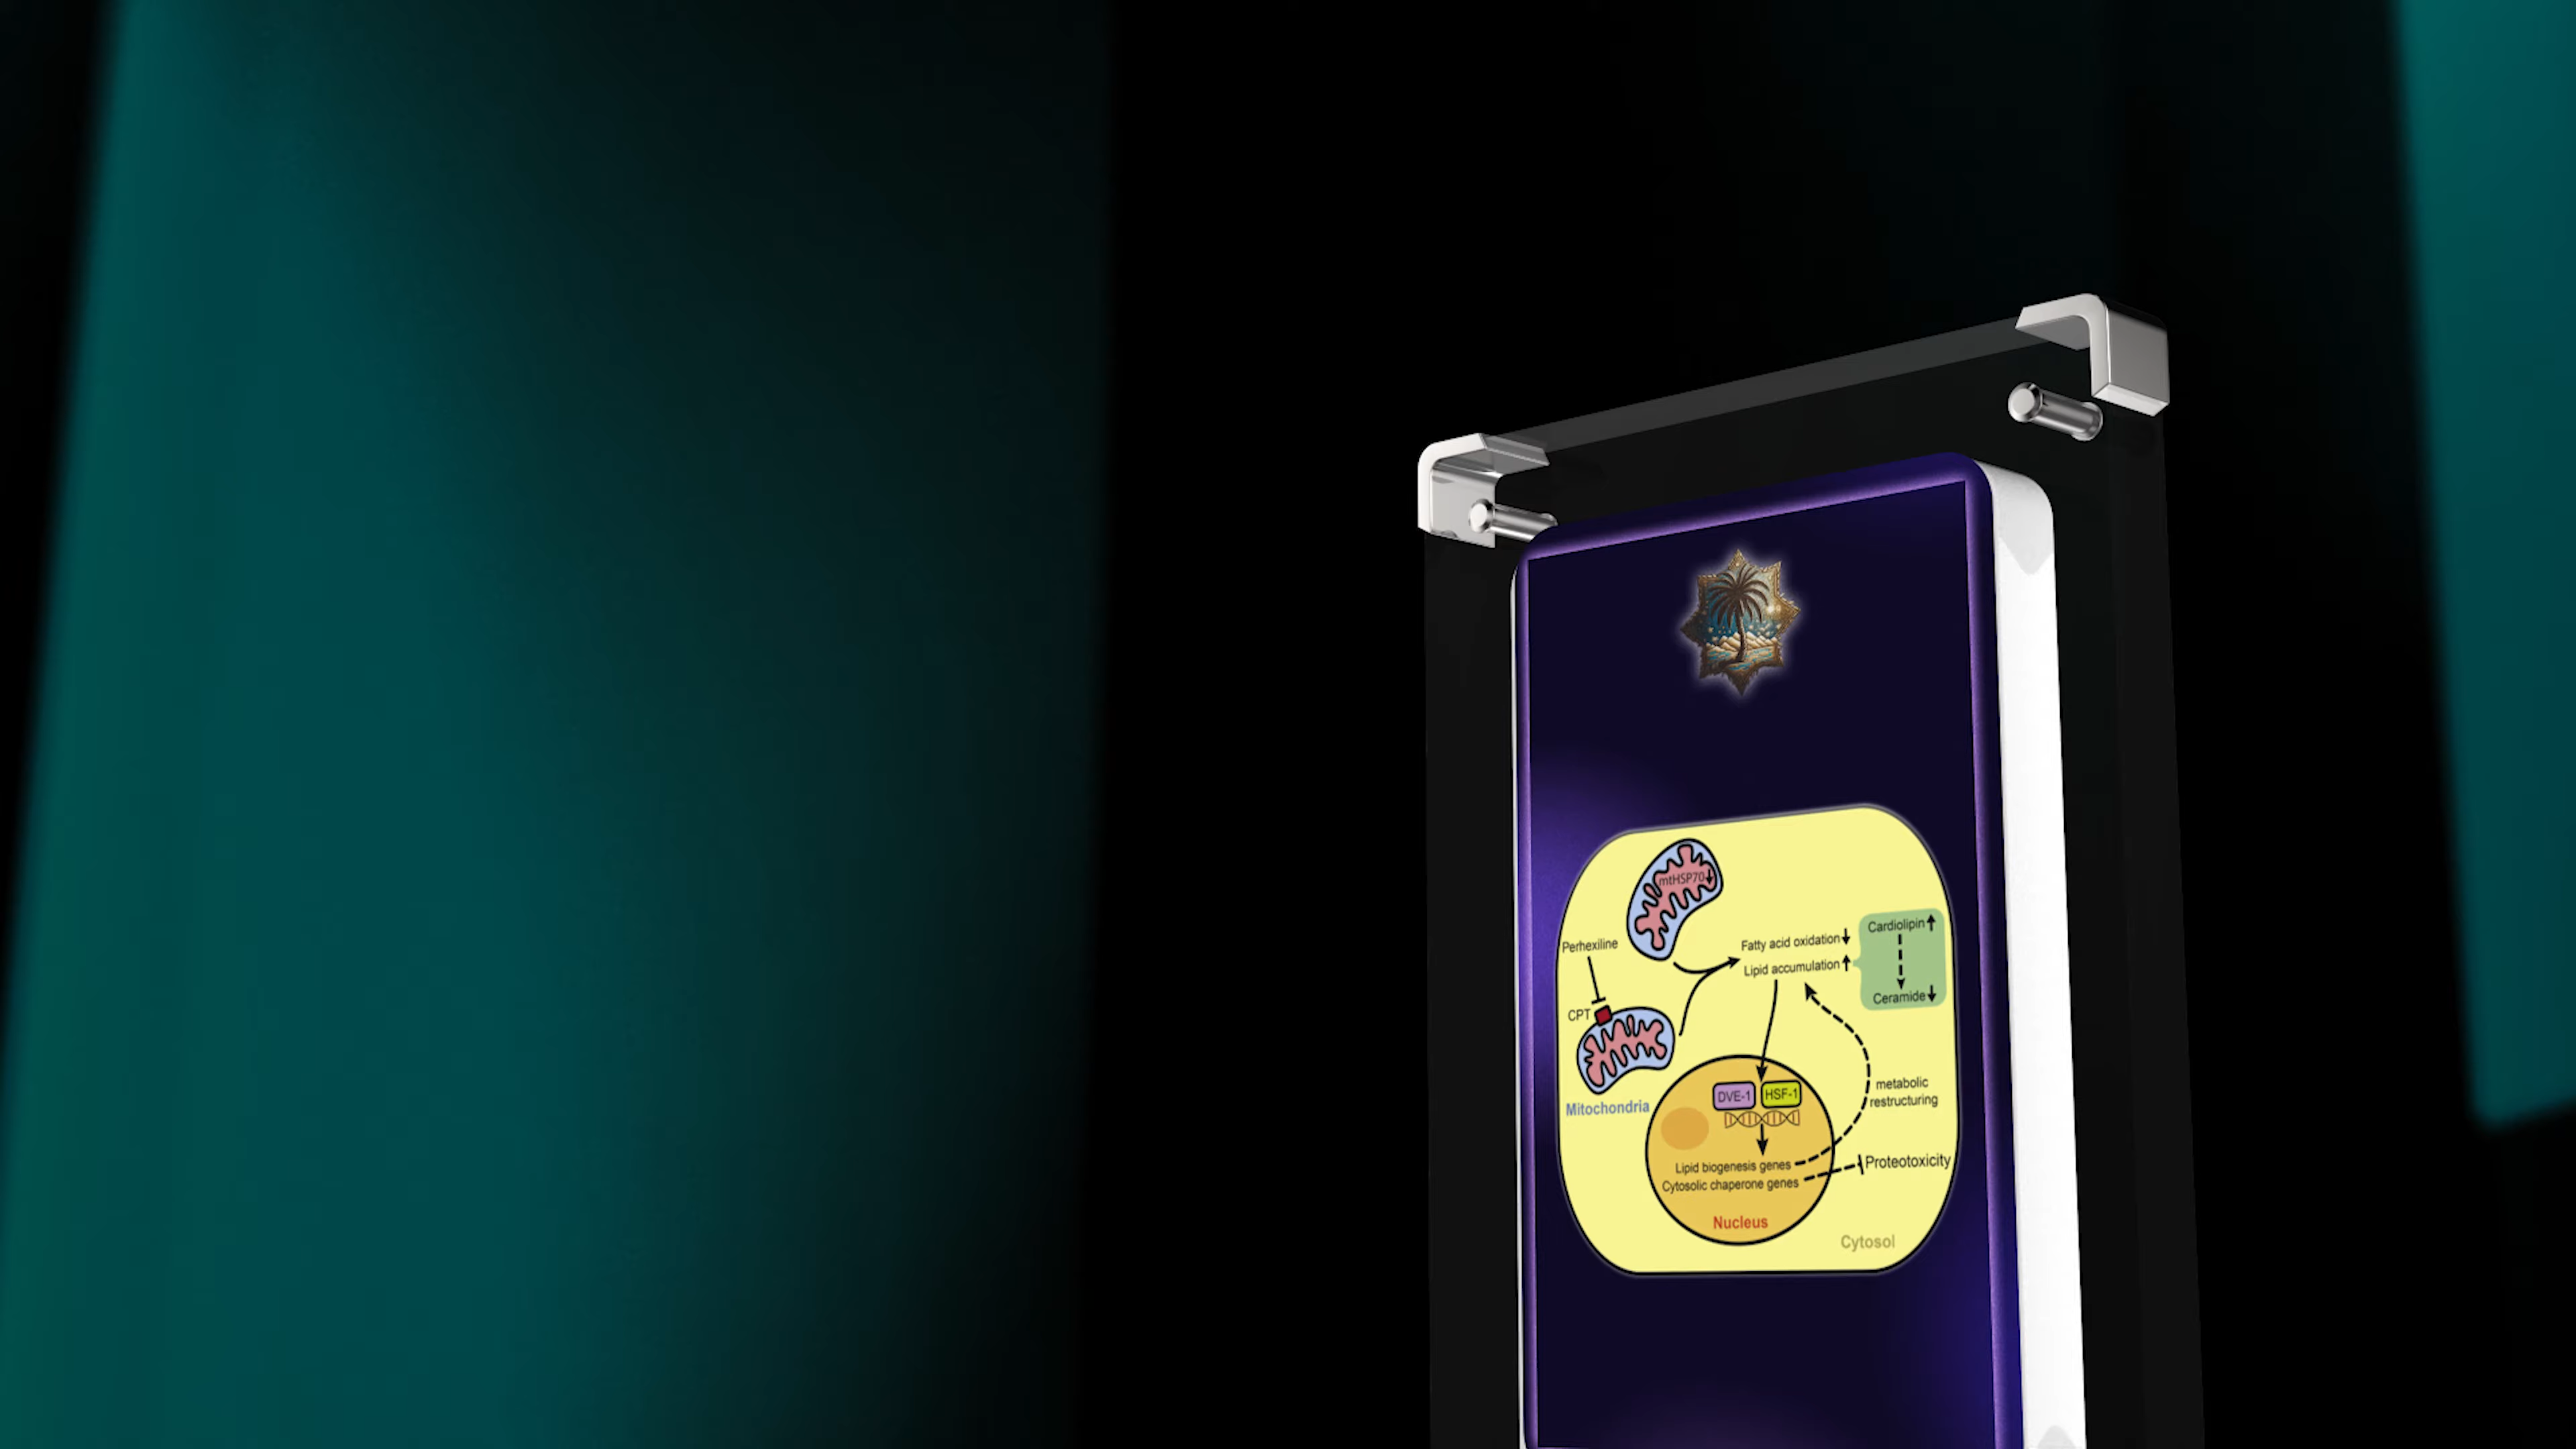 mtHSP70
Perhexiline
CPT
Mitochondria
Fatty acid oxidation
Lipid accumulation
Cardiolipin
Ceramide
DVE-1
HSF-1
metabolic
restructuring
Lipid biogenesis genes
Cytosolic chaperone genes
Proteotoxicity
Nucleus
Cytosol